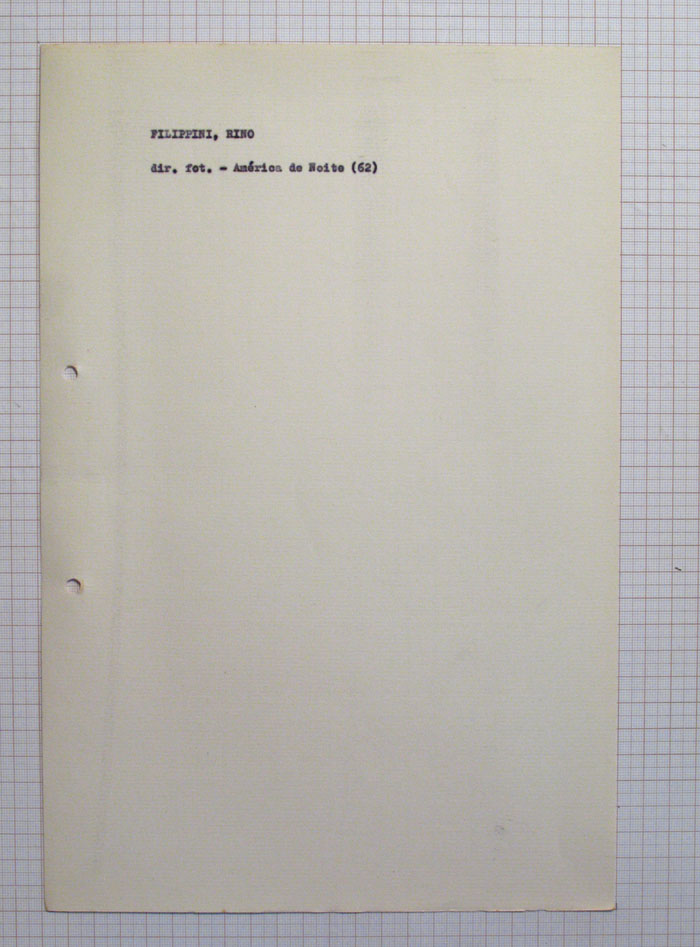 FILIPPINI, RINO
dir. fot. - América de Noite (62)